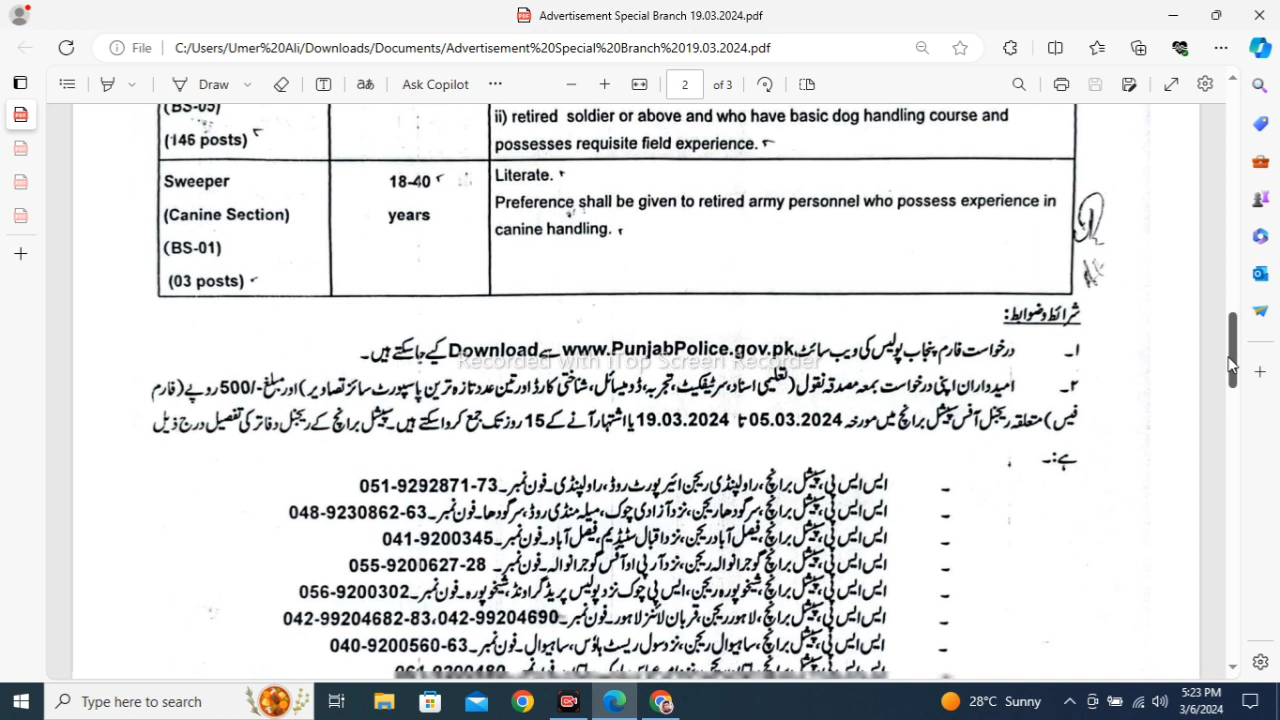 Advertisement Special Branch 19.03.2024.pdf
File
C:/Users/Umer%20Ali/Downloads/Documents/Advertisement%20Special%20Branch%2019.03.2024.pdf
Draw
aあ
Ask Copilot
2 of 3
(BS-05)
(146 posts)
ii) retired soldier or above and who have basic dog handling course and
possesses requisite field experience.
Sweeper
(Canine Section)
(BS-01)
(03 posts)
18-40
years
Literate.
Preference shall be given to retired army personnel who possess experience in
canine handling.
شرائط وضوابط:
۱۔ درخواست فارم پنجاب پولیس کی ویب سائٹ www.PunjabPolice.gov.pk سے Download کیے جاسکتے ہیں۔
Recorded with iTop Screen Recorder
۲۔ امیدواران اپنی درخواست بمعہ مصدقہ نقول (تعلیمی اسناد، سرٹیفکیٹ، تجربہ، ڈومیسائل، شناختی کارڈ اور تین عدد تازہ ترین پاسپورٹ سائز تصاویر) اور مبلغ -/500 روپے (فارم
فیس) متعلقہ ریجنل آفس سپیشل برانچ میں مورخہ 05.03.2024 تا 19.03.2024 یا اشتہار آنے کے 15 روز تک جمع کرواسکتے ہیں۔ سپیشل برانچ کے ریجنل دفاتر کی تفصیل درج ذیل
ہے:۔
۔ ایس ایس پی، سپیشل برانچ، راولپنڈی ریجن ائیرپورٹ روڈ، راولپنڈی۔ فون نمبر۔ 051-9292871-73
۔ ایس ایس پی، سپیشل برانچ، سرگودھا ریجن، نزد آزادی چوک، میلہ منڈی روڈ، سرگودھا۔ فون نمبر۔ 048-9230862-63
۔ ایس ایس پی، سپیشل برانچ، فیصل آباد ریجن، نزد اقبال سٹیڈیم، فیصل آباد۔ فون نمبر۔ 041-9200345
۔ ایس ایس پی، سپیشل برانچ گوجرانوالہ ریجن، نزد آر پی او آفس گوجرانوالہ۔ فون نمبر۔ 055-9200627-28
۔ ایس ایس پی، سپیشل برانچ، شیخوپورہ ریجن، ایس پی چوک نزد پولیس پریڈ گراونڈ، شیخوپورہ۔ فون نمبر۔ 056-9200302
۔ ایس ایس پی، سپیشل برانچ، لاہور ریجن، قربان لائنز لاہور۔ فون نمبر۔ 042-99204690، 042-99204682-83
۔ ایس ایس پی، سپیشل برانچ، ساہیوال ریجن، نزد سول ریسٹ ہاؤس، ساہیوال۔ فون نمبر۔ 040-9200560-63
061-9200480
Type here to search
28°C Sunny
5:23 PM
3/6/2024